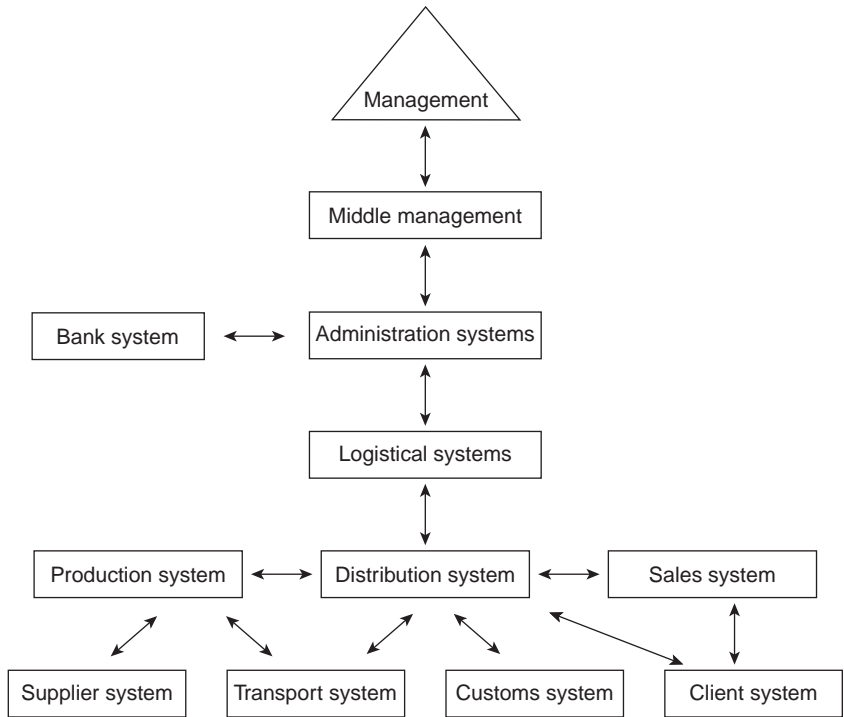 Management
Middle management
Bank system
Administration systems
Logistical systems
Production system
Distribution system
Sales system
Supplier system
Transport system
Customs system
Client system